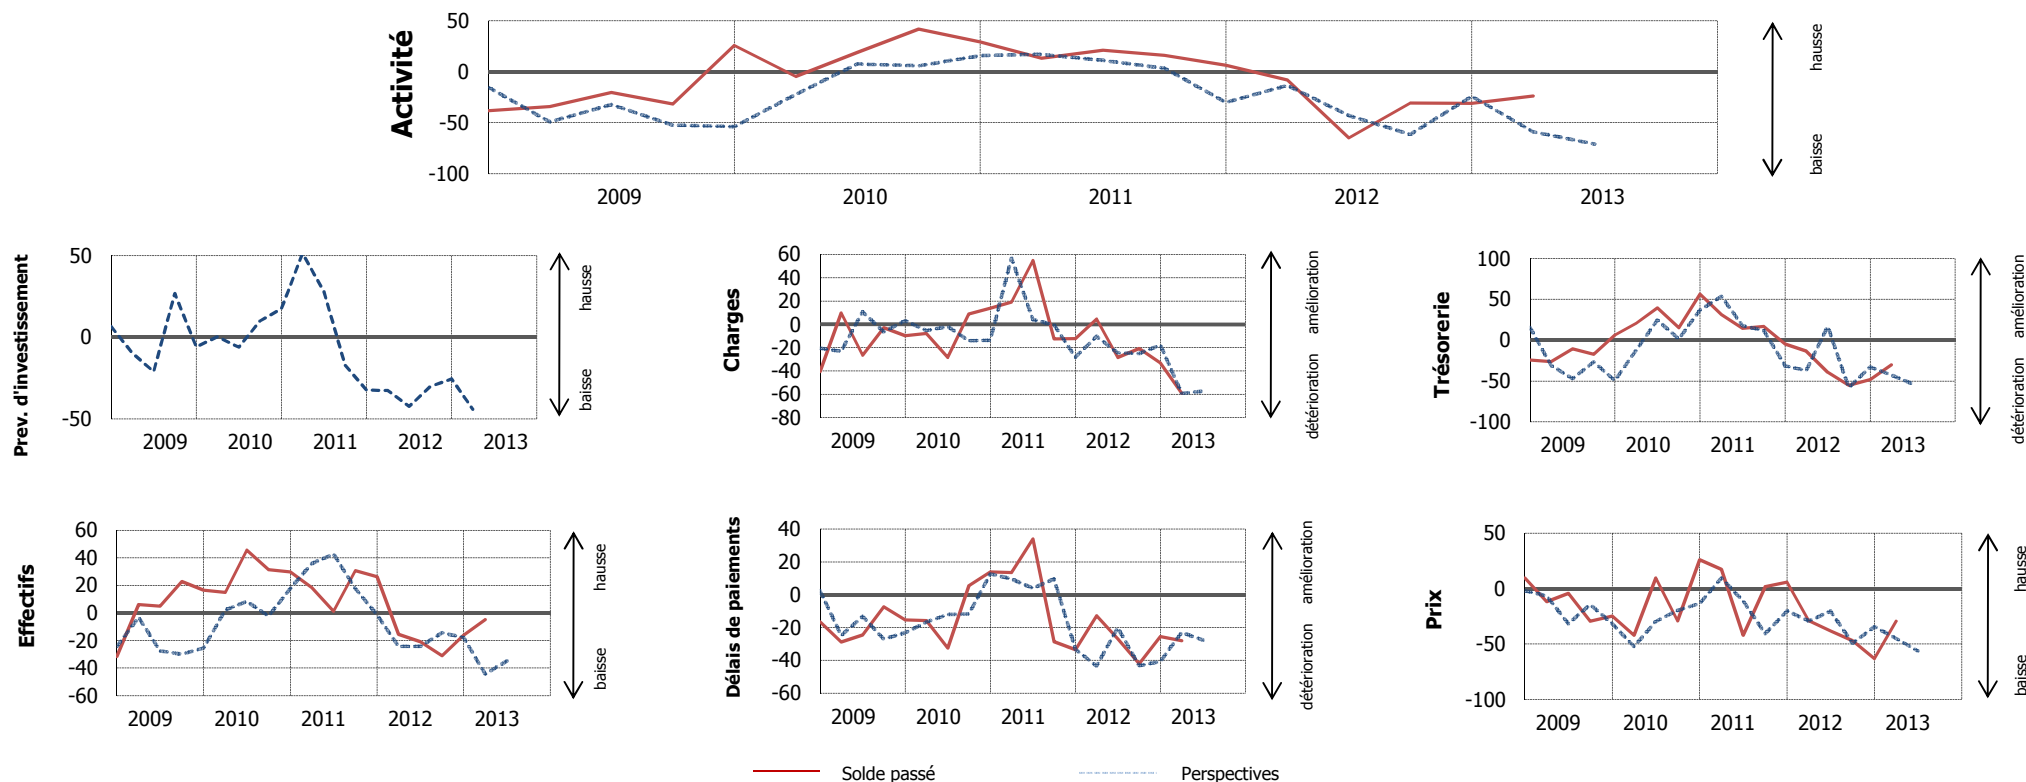 Activité
50
0
-50
-100
2009 2010 2011 2012 2013
hausse
baisse
Prev. d'investissement
50
0
-50
2009 2010 2011 2012 2013
hausse
baisse
Charges
60
40
20
0
-20
-40
-60
-80
2009 2010 2011 2012 2013
amélioration
détérioration
Trésorerie
100
50
0
-50
-100
2009 2010 2011 2012 2013
amélioration
détérioration
Effectifs
60
40
20
0
-20
-40
-60
2009 2010 2011 2012 2013
hausse
baisse
Délais de paiements
40
20
0
-20
-40
-60
2009 2010 2011 2012 2013
amélioration
détérioration
Prix
50
0
-50
-100
2009 2010 2011 2012 2013
hausse
baisse
Solde passé Perspectives